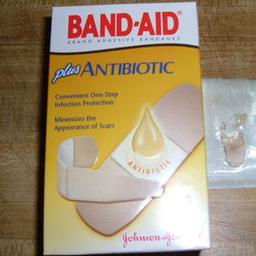 BAND-AID®
BRAND ADHESIVE BANDAGES
plus ANTIBIOTIC
Convenient One-Step
Infection Protection
Minimizes the
Appearance of Scars
ANTIBIOTIC
Johnson & Johnson